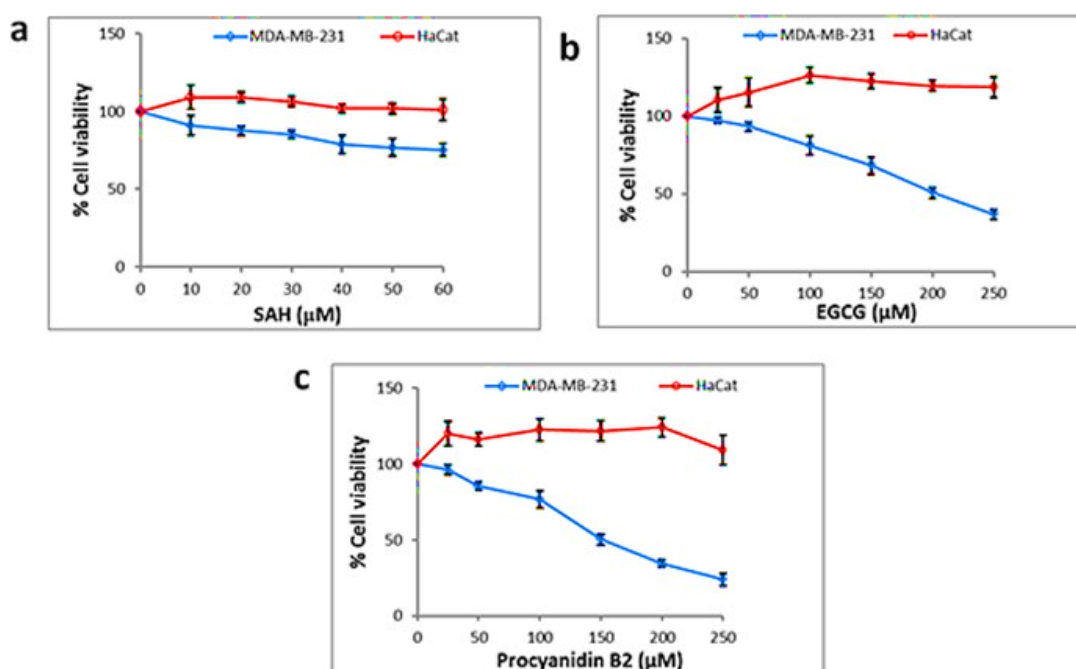 a
MDA-MB-231 HaCat
150
100
50
0
% Cell viability
0 10 20 30 40 50 60
SAH (µM)
b
MDA-MB-231 HaCat
150
100
50
0
% Cell viability
0 50 100 150 200 250
EGCG (µM)
c
MDA-MB-231 HaCat
150
100
50
0
% Cell viability
0 50 100 150 200 250
Procyanidin B2 (µM)